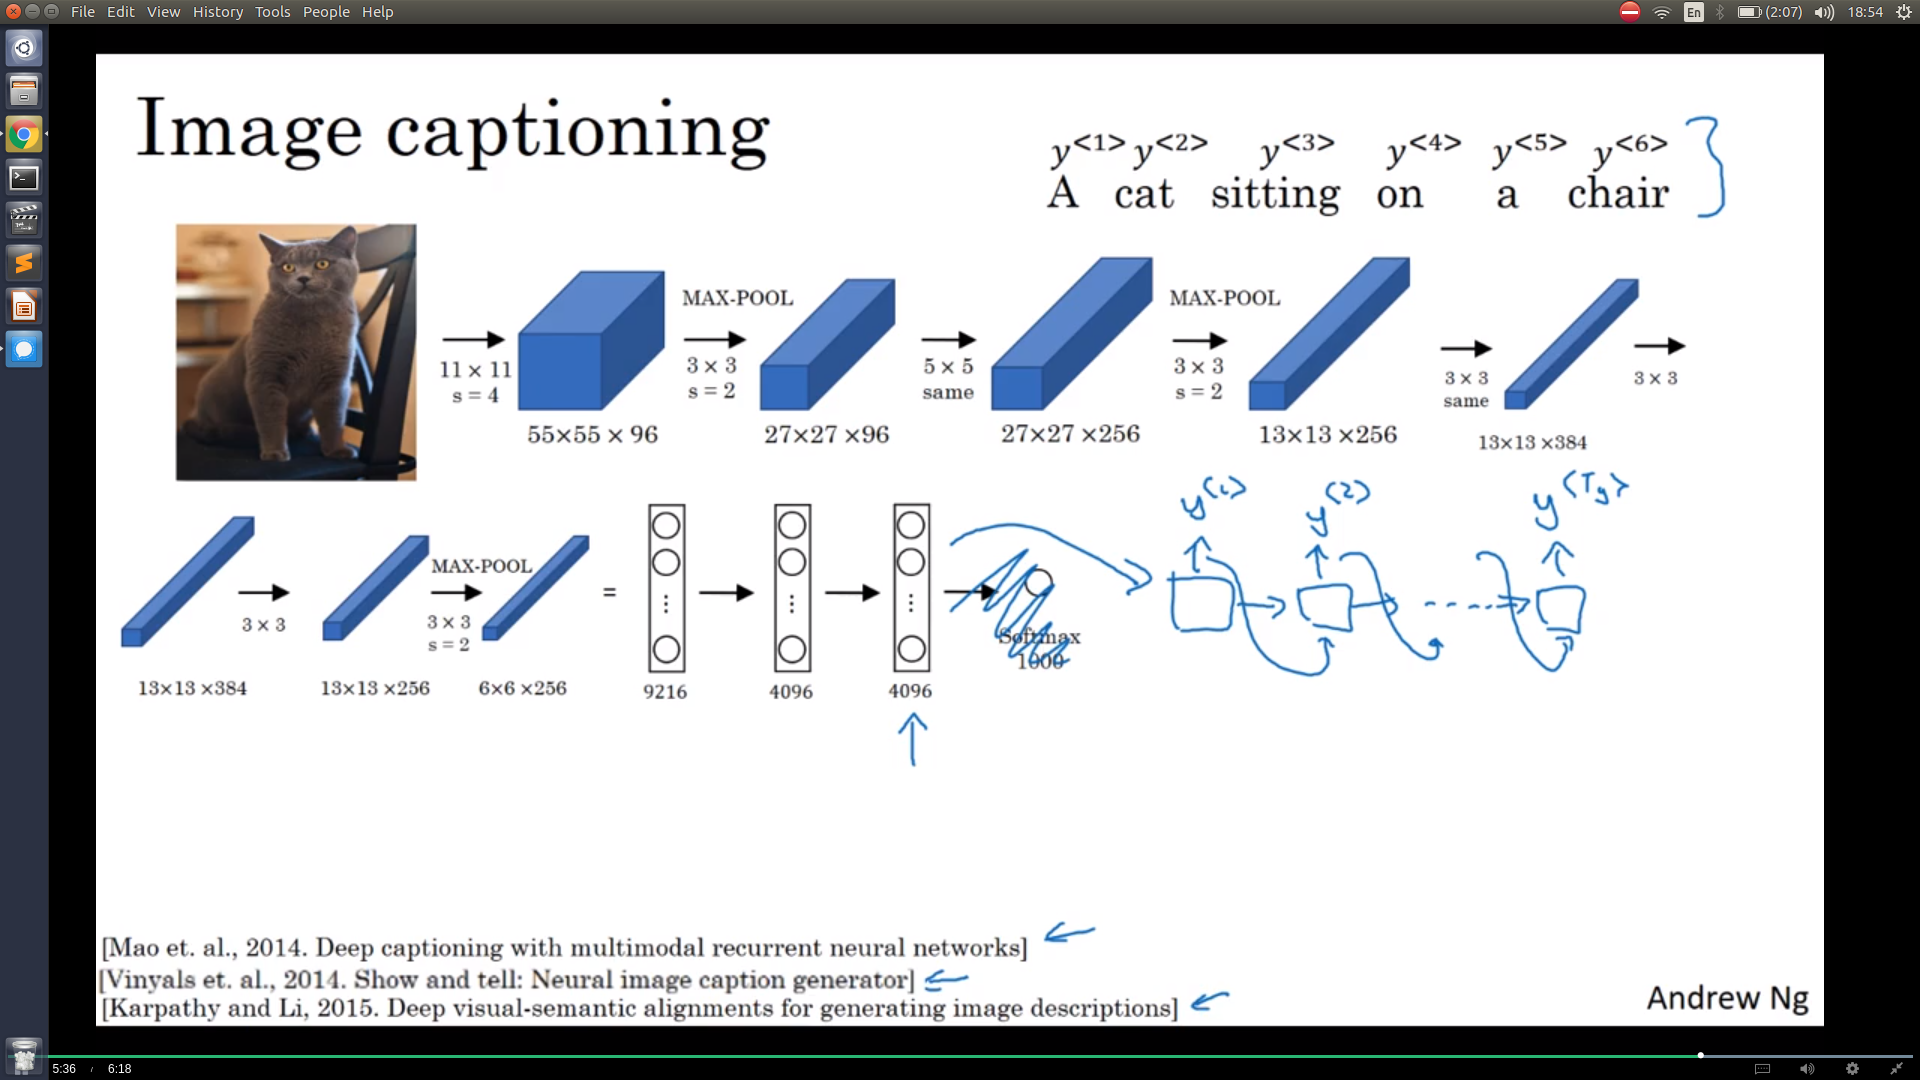 File Edit View History Tools People Help
En (2:07) 18:54
Image captioning
y<1> y<2> y<3> y<4> y<5> y<6>
A cat sitting on a chair
MAX-POOL MAX-POOL
11 × 11 3 × 3 5 × 5 3 × 3 3 × 3 3 × 3
s = 4 s = 2 same s = 2 same
55×55 × 96 27×27 ×96 27×27 ×256 13×13 ×256 13×13 ×384
y<1> y<2> y<Ty>
MAX-POOL
=
3 × 3 3 × 3
s = 2
Softmax
1000
13×13 ×384 13×13 ×256 6×6 ×256 9216 4096 4096
[Mao et. al., 2014. Deep captioning with multimodal recurrent neural networks]
[Vinyals et. al., 2014. Show and tell: Neural image caption generator]
[Karpathy and Li, 2015. Deep visual-semantic alignments for generating image descriptions]
Andrew Ng
5:36 / 6:18